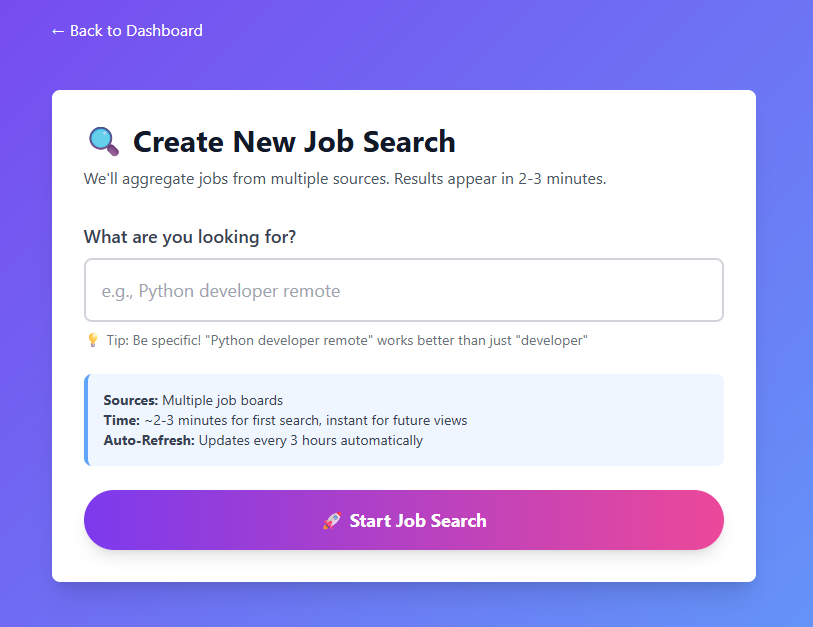 ← Back to Dashboard
Create New Job Search
We'll aggregate jobs from multiple sources. Results appear in 2-3 minutes.
What are you looking for?
e.g., Python developer remote
Tip: Be specific! "Python developer remote" works better than just "developer"
Sources: Multiple job boards
Time: ~2-3 minutes for first search, instant for future views
Auto-Refresh: Updates every 3 hours automatically
Start Job Search